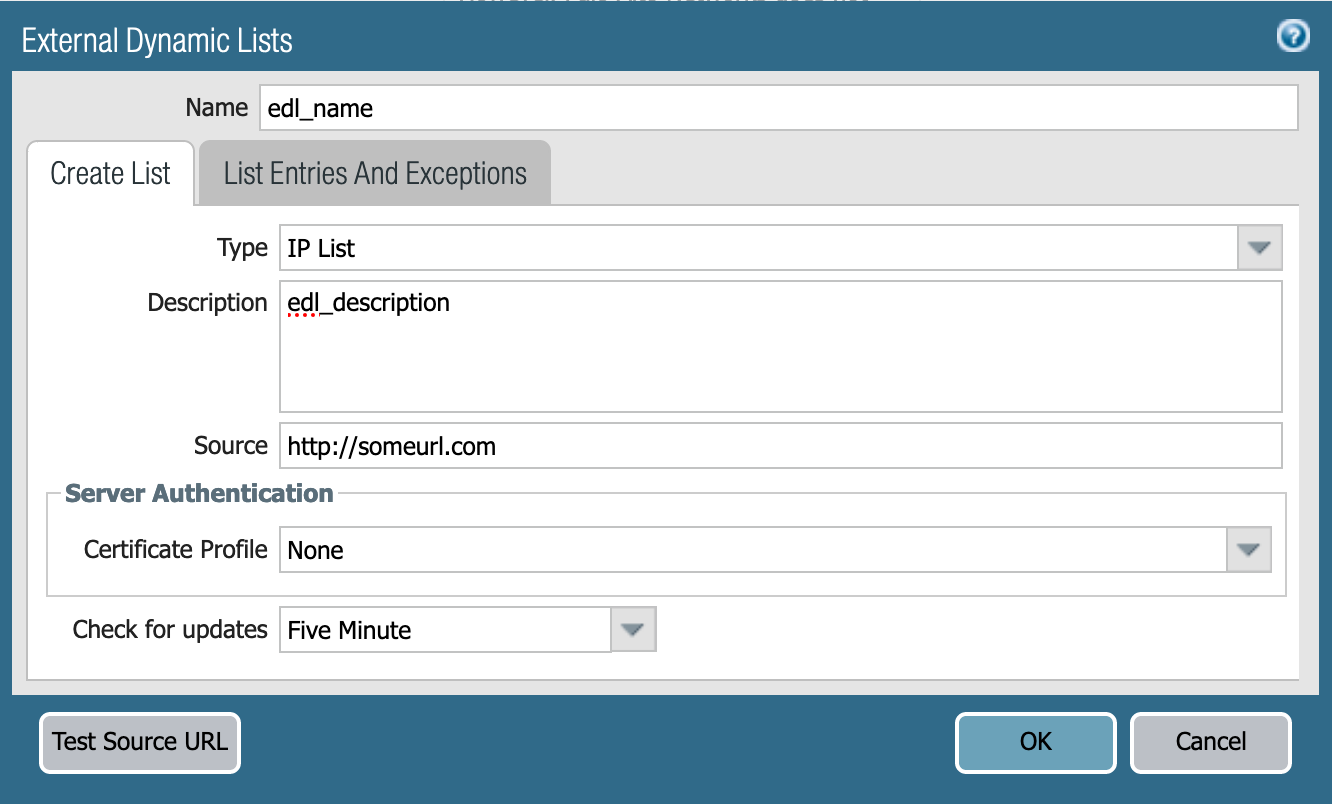 External Dynamic Lists
Name edl_name
Create List List Entries And Exceptions
Type IP List
Description edl_description
Source http://someurl.com
Server Authentication
Certificate Profile None
Check for updates Five Minute
Test Source URL OK Cancel